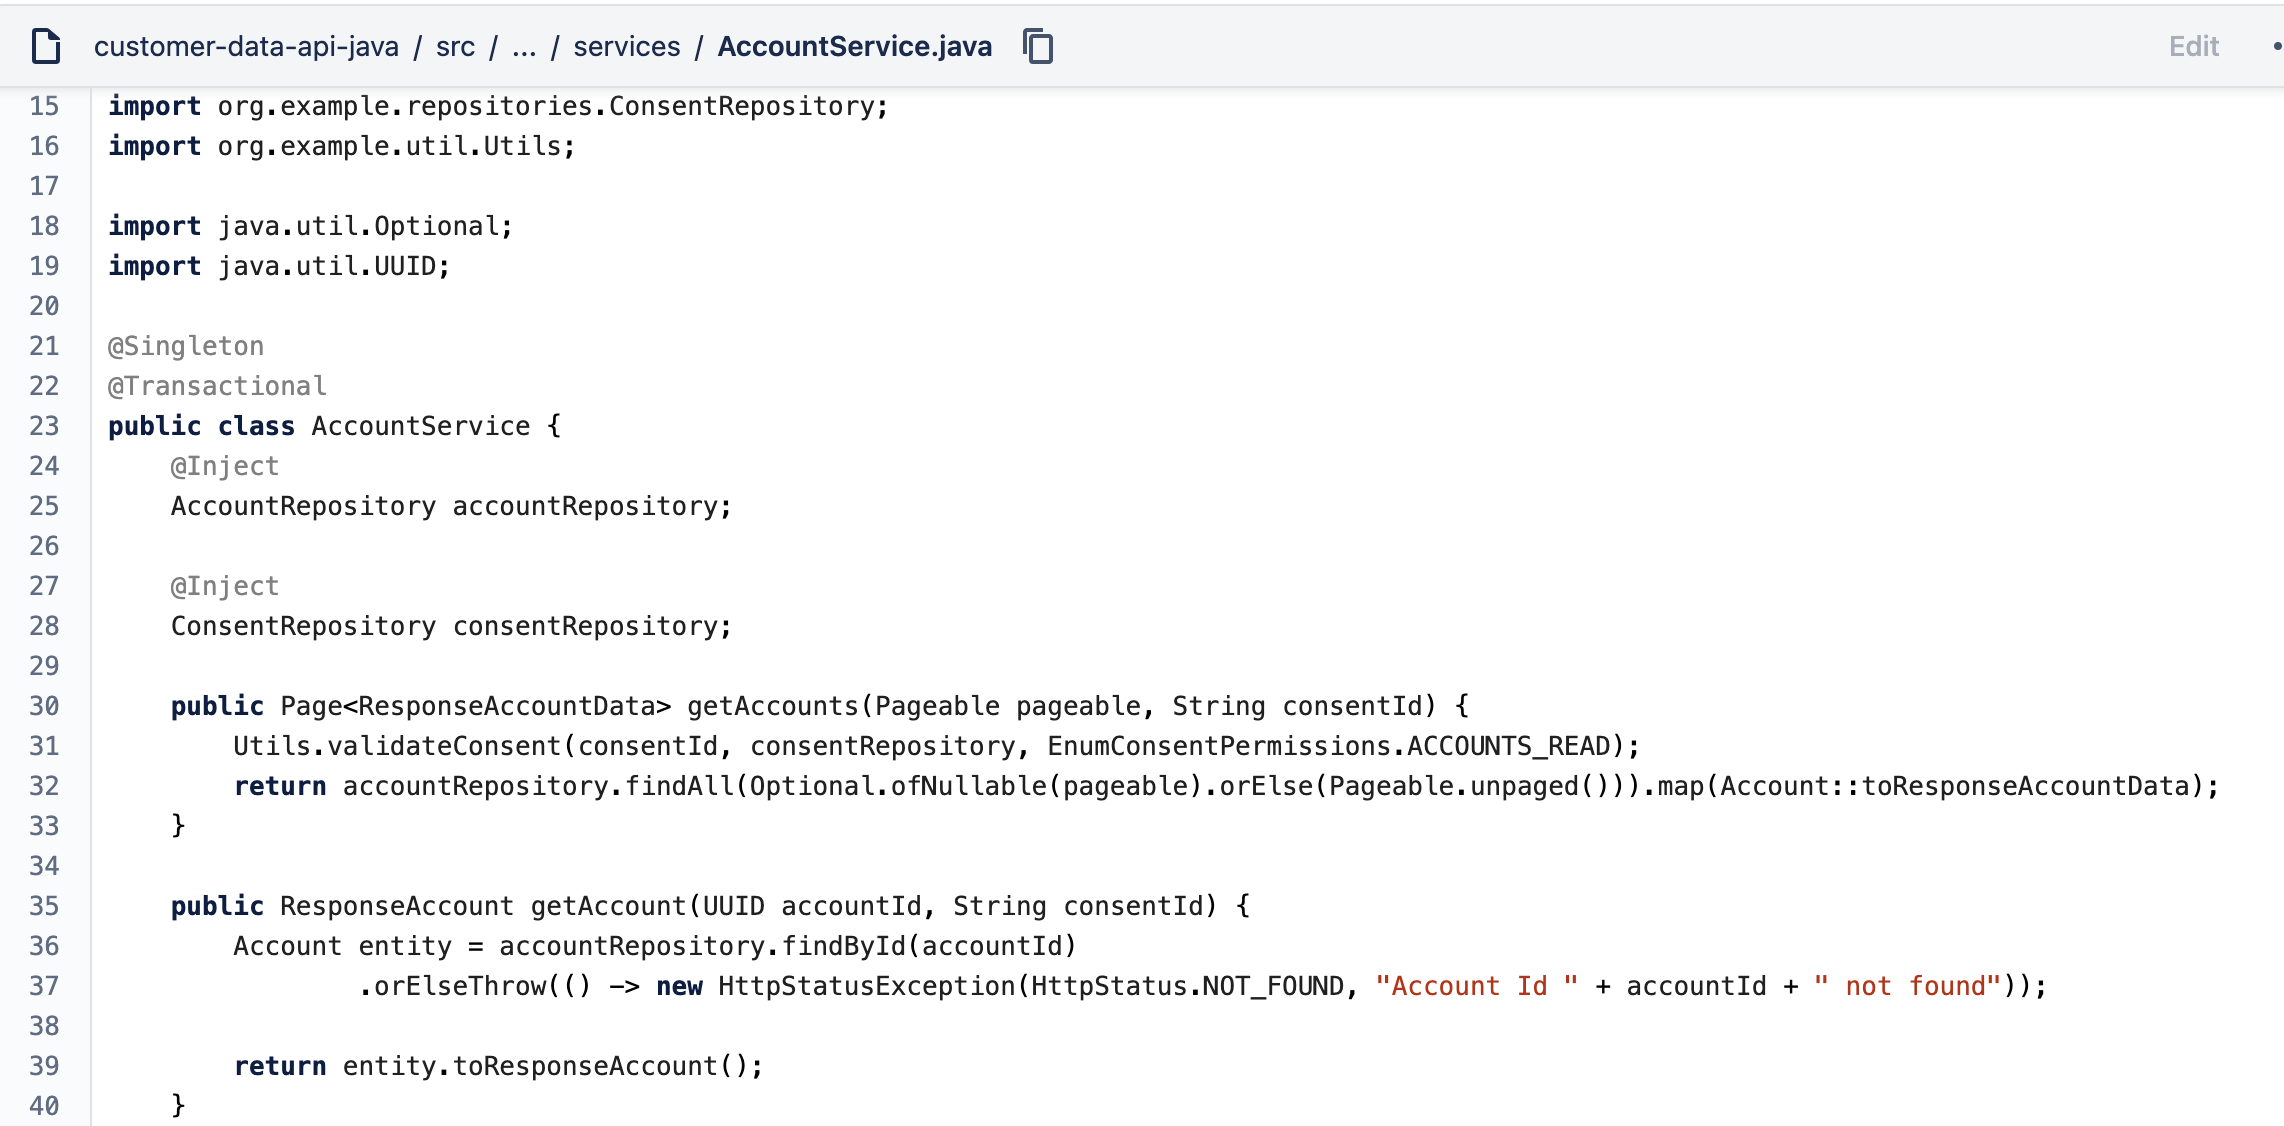 customer-data-api-java / src / ... / services / AccountService.java Edit
15 import org.example.repositories.ConsentRepository;
16 import org.example.util.Utils;
17
18 import java.util.Optional;
19 import java.util.UUID;
20
21 @Singleton
22 @Transactional
23 public class AccountService {
24     @Inject
25     AccountRepository accountRepository;
26
27     @Inject
28     ConsentRepository consentRepository;
29
30     public Page<ResponseAccountData> getAccounts(Pageable pageable, String consentId) {
31         Utils.validateConsent(consentId, consentRepository, EnumConsentPermissions.ACCOUNTS_READ);
32         return accountRepository.findAll(Optional.ofNullable(pageable).orElse(Pageable.unpaged())).map(Account::toResponseAccountData);
33     }
34
35     public ResponseAccount getAccount(UUID accountId, String consentId) {
36         Account entity = accountRepository.findById(accountId)
37                 .orElseThrow(() -> new HttpStatusException(HttpStatus.NOT_FOUND, "Account Id " + accountId + " not found"));
38
39         return entity.toResponseAccount();
40     }